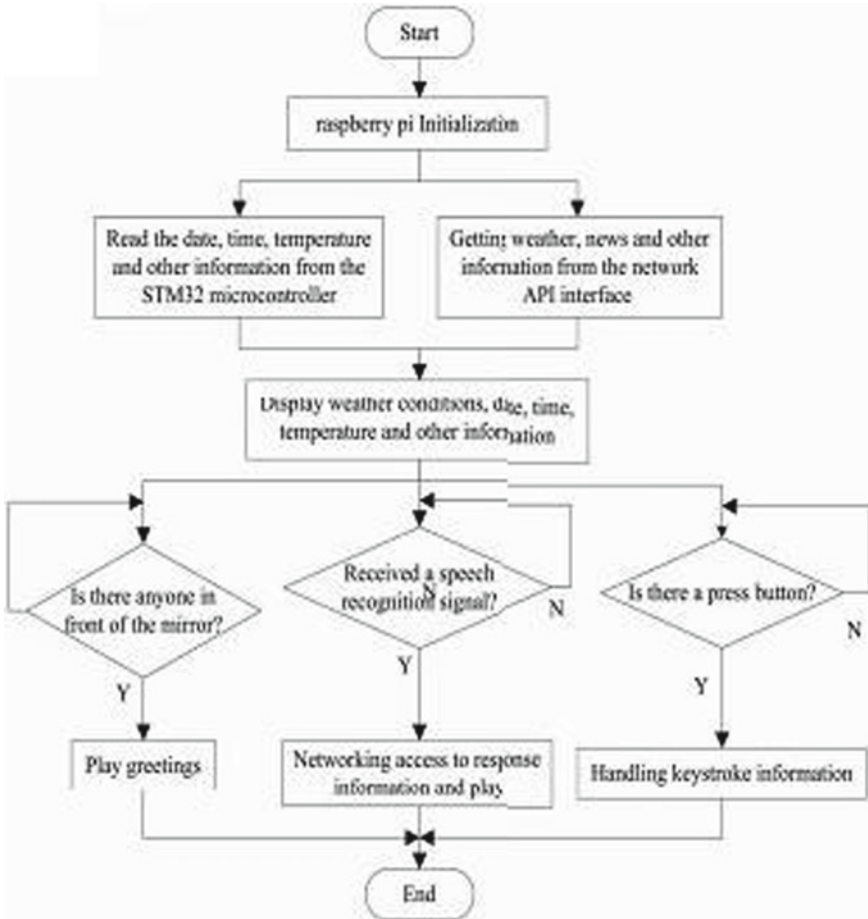 Start
raspberry pi Initialization
Read the date, time, temperature
and other information from the
STM32 microcontroller
Getting weather, news and other
information from the network
API interface
Display weather conditions, date, time,
temperature and other information
Is there anyone in
front of the mirror?
Received a speech
recognition signal?
N
N
Is there a press button?
N
Y
Y
Y
Play greetings
Networking access to response
information and play
Handling keystroke information
End